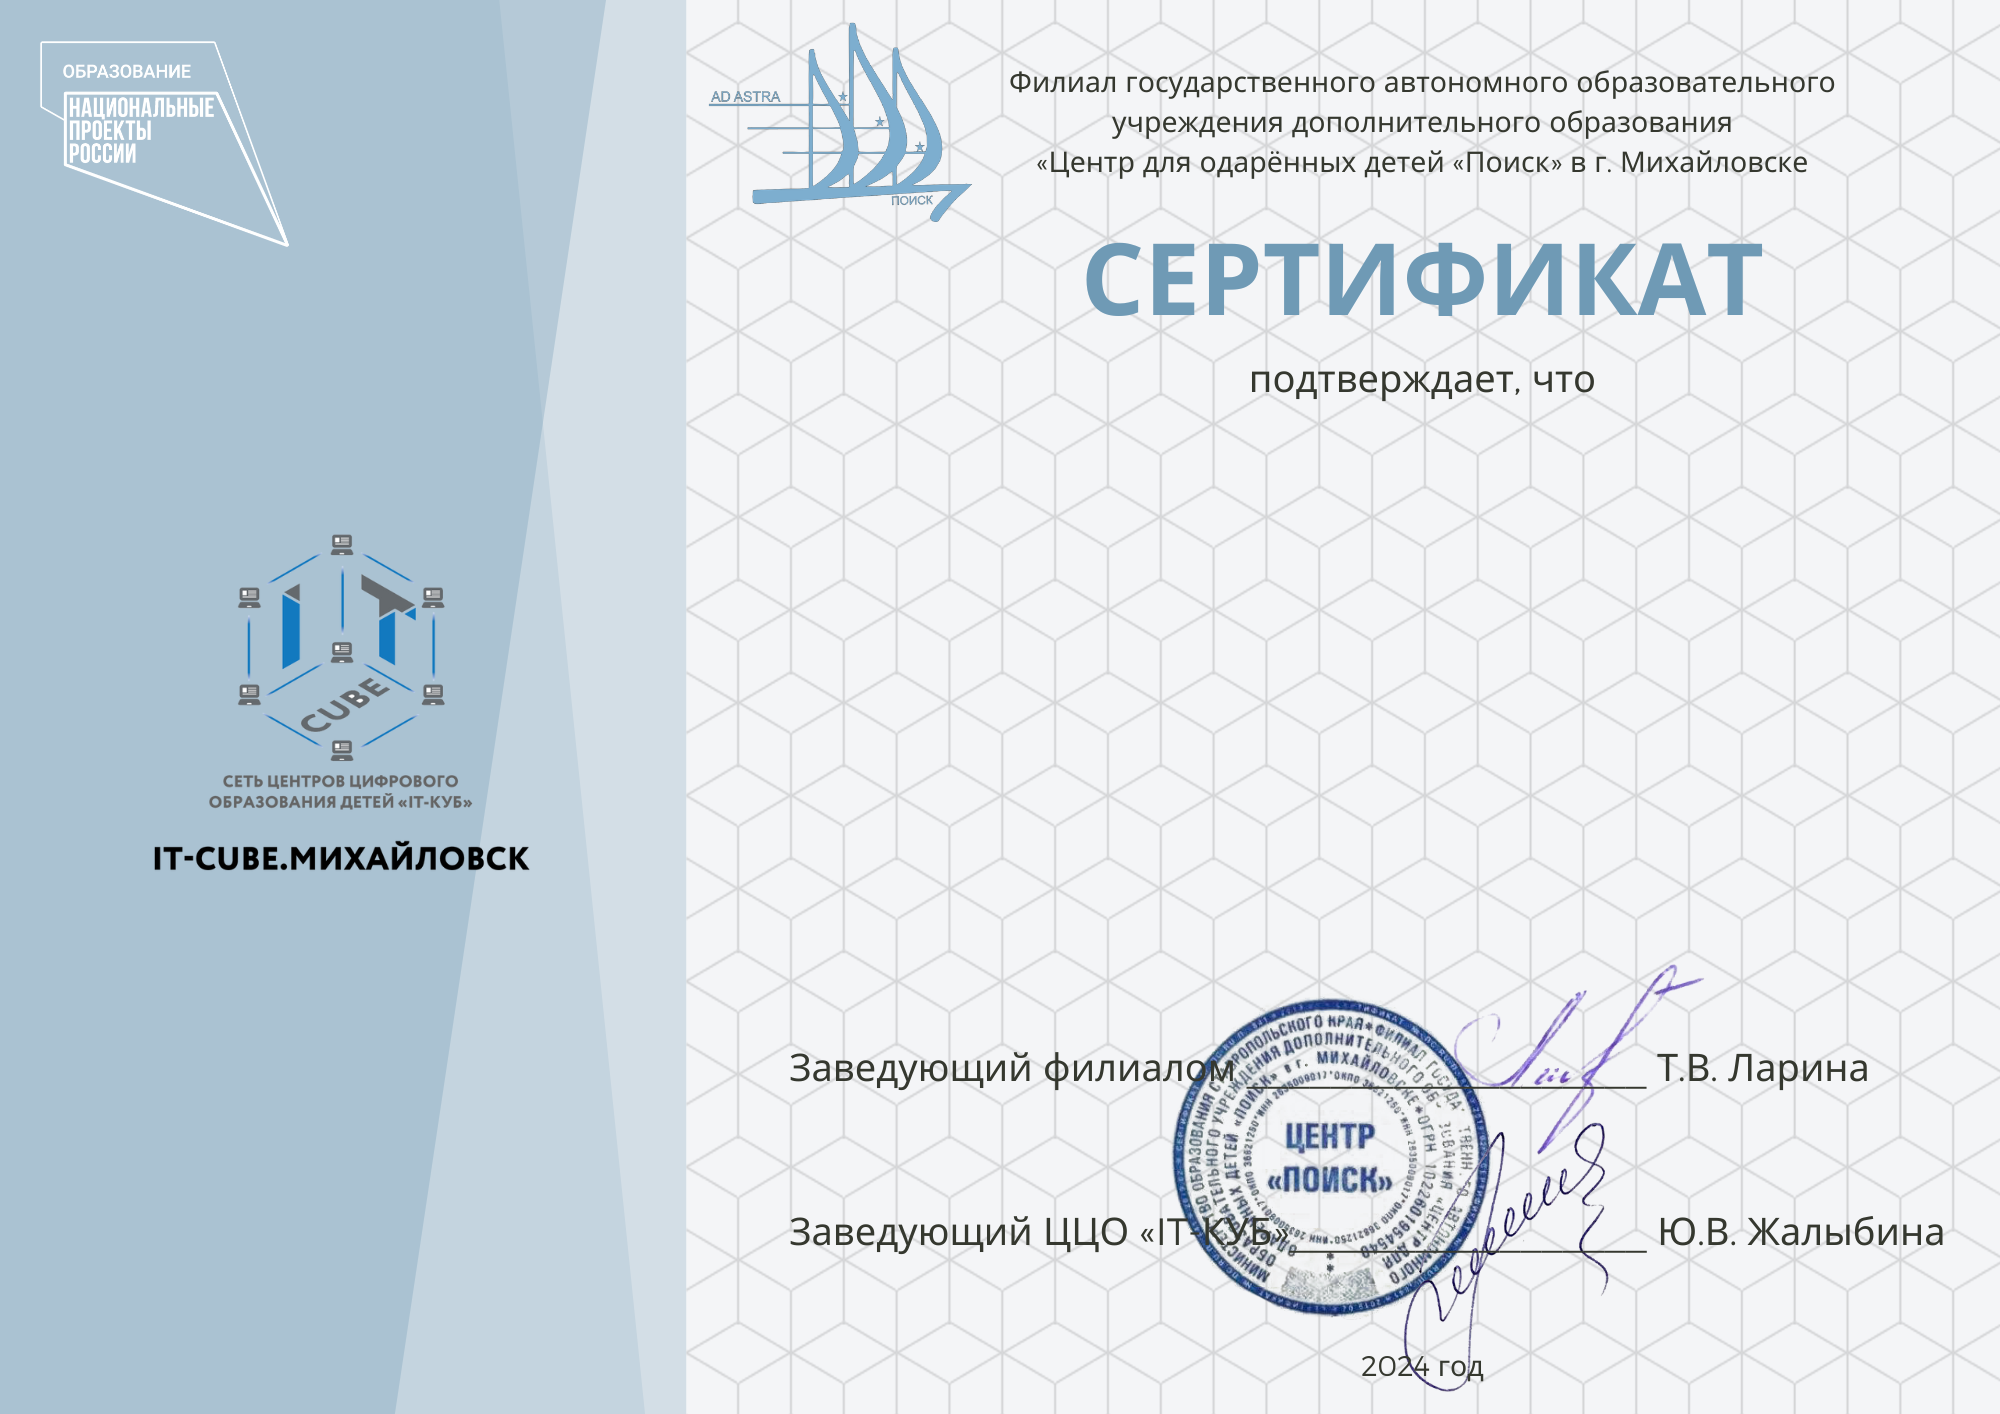 ОБРАЗОВАНИЕ
НАЦИОНАЛЬНЫЕ
ПРОЕКТЫ
РОССИИ
AD ASTRA
ПОИСК
Филиал государственного автономного образовательного
учреждения дополнительного образования
«Центр для одарённых детей «Поиск» в г. Михайловске
СЕРТИФИКАТ
подтверждает, что
IT
CUBE
СЕТЬ ЦЕНТРОВ ЦИФРОВОГО
ОБРАЗОВАНИЯ ДЕТЕЙ «IT-КУБ»
IT-CUBE.МИХАЙЛОВСК
Заведующий филиалом Т.В. Ларина
ЦЕНТР
«ПОИСК»
Заведующий ЦЦО «IT-КУБ» Ю.В. Жалыбина
2024 год